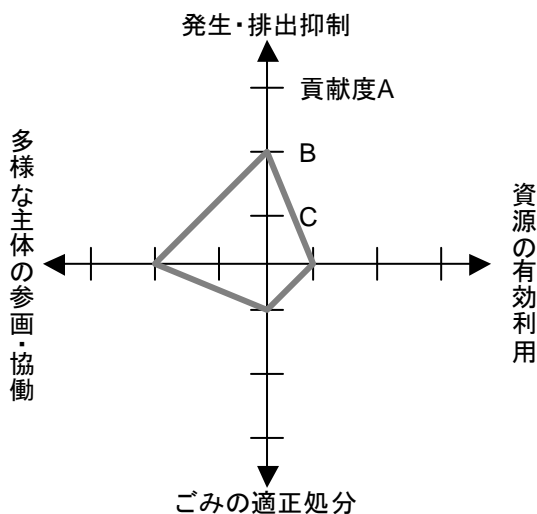 発生・排出抑制
貢献度A
B
C
多様な主体の参画・協働
資源の有効利用
ごみの適正処分